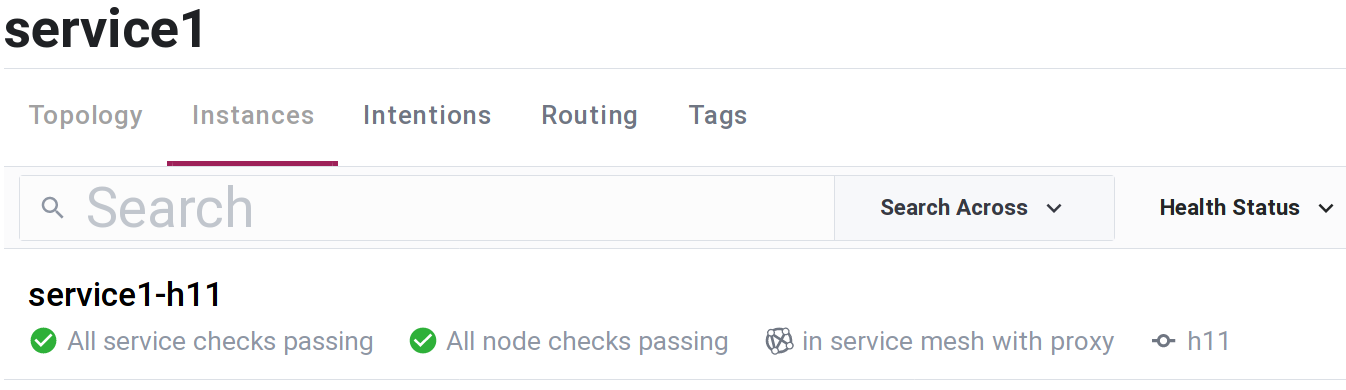 service1
Topology Instances Intentions Routing Tags
Search Search Across Health Status
service1-h11
All service checks passing All node checks passing in service mesh with proxy h11